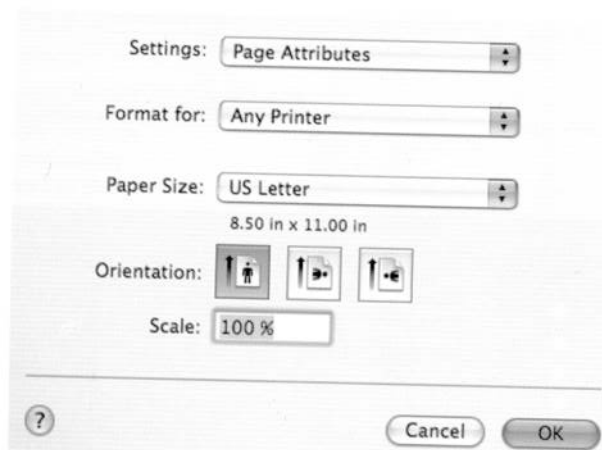 Settings: Page Attributes
Format for: Any Printer
Paper Size: US Letter
8.50 in x 11.00 in
Orientation:
Scale: 100 %
? Cancel OK